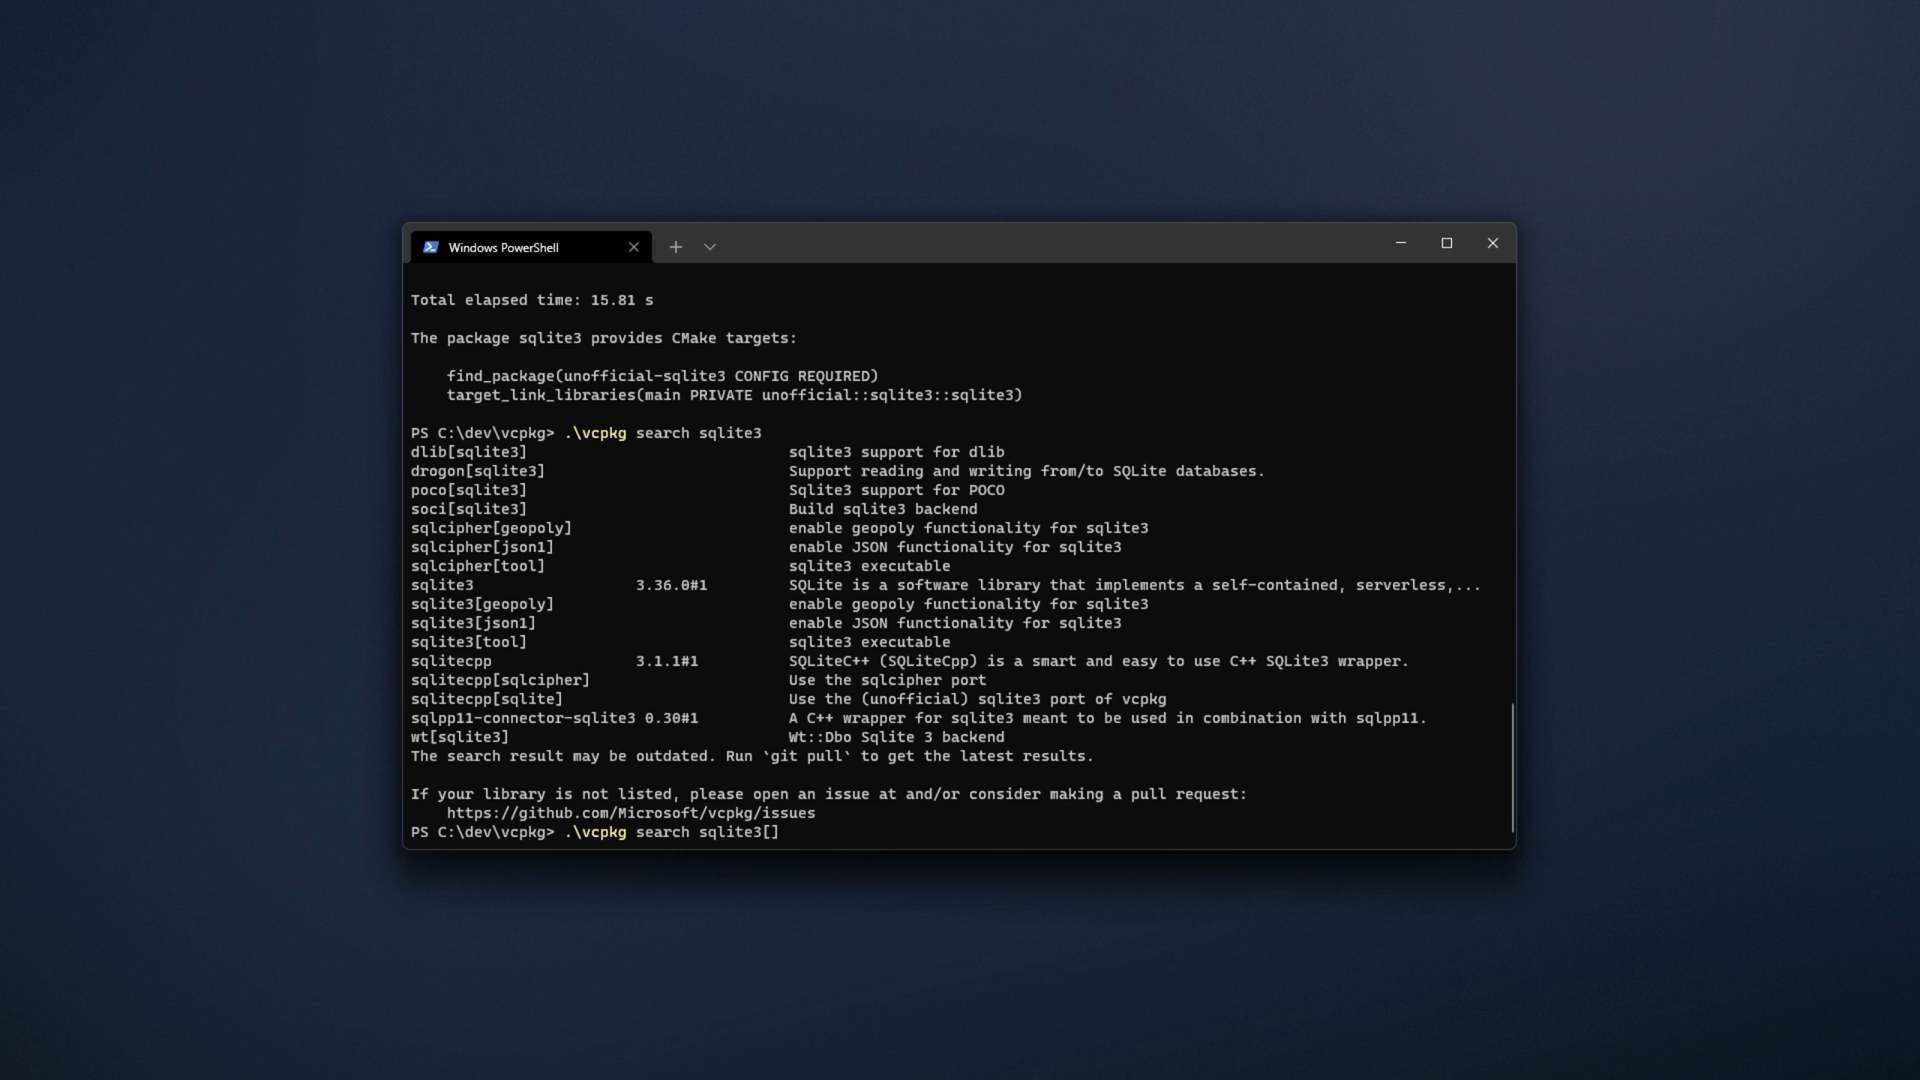 Windows PowerShell
Total elapsed time: 15.81 s
The package sqlite3 provides CMake targets:
find_package(unofficial-sqlite3 CONFIG REQUIRED)
target_link_libraries(main PRIVATE unofficial::sqlite3::sqlite3)
PS C:\dev\vcpkg> .\vcpkg search sqlite3
dlib[sqlite3] sqlite3 support for dlib
drogon[sqlite3] Support reading and writing from/to SQLite databases.
poco[sqlite3] Sqlite3 support for POCO
soci[sqlite3] Build sqlite3 backend
sqlcipher[geopoly] enable geopoly functionality for sqlite3
sqlcipher[json1] enable JSON functionality for sqlite3
sqlcipher[tool] sqlite3 executable
sqlite3 3.36.0#1 SQLite is a software library that implements a self-contained, serverless,...
sqlite3[geopoly] enable geopoly functionality for sqlite3
sqlite3[json1] enable JSON functionality for sqlite3
sqlite3[tool] sqlite3 executable
sqlitecpp 3.1.1#1 SQLiteC++ (SQLiteCpp) is a smart and easy to use C++ SQLite3 wrapper.
sqlitecpp[sqlcipher] Use the sqlcipher port
sqlitecpp[sqlite] Use the (unofficial) sqlite3 port of vcpkg
sqlpp11-connector-sqlite3 0.30#1 A C++ wrapper for sqlite3 meant to be used in combination with sqlpp11.
wt[sqlite3] Wt::Dbo Sqlite 3 backend
The search result may be outdated. Run `git pull` to get the latest results.
If your library is not listed, please open an issue at and/or consider making a pull request:
https://github.com/Microsoft/vcpkg/issues
PS C:\dev\vcpkg> .\vcpkg search sqlite3[]